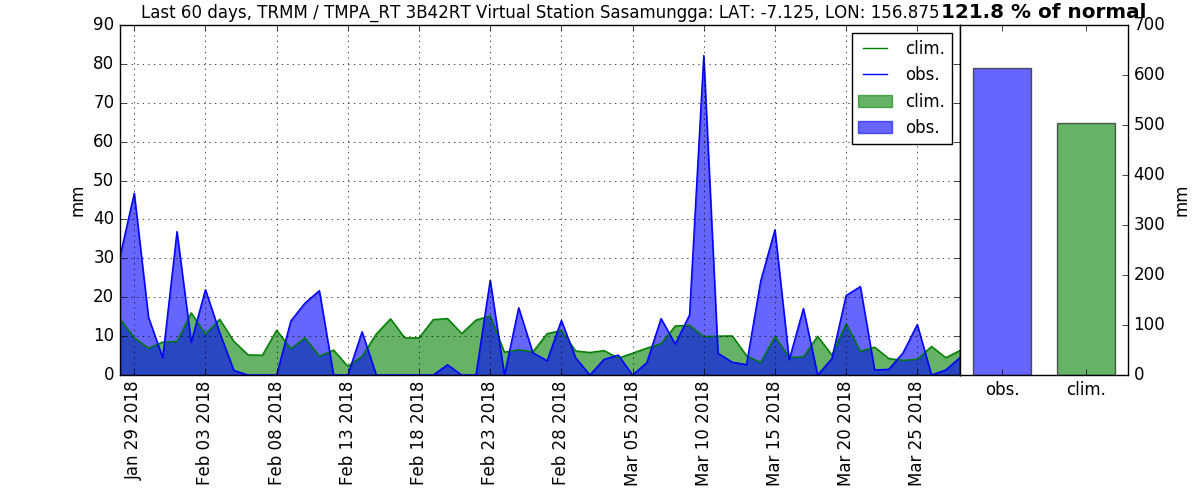 Last 60 days, TRMM / TMPA_RT 3B42RT Virtual Station Sasamungga: LAT: -7.125, LON: 156.875
121.8 % of normal
90
80
70
60
50
40
30
20
10
0
mm
clim.
obs.
clim.
obs.
Jan 29 2018
Feb 03 2018
Feb 08 2018
Feb 13 2018
Feb 18 2018
Feb 23 2018
Feb 28 2018
Mar 05 2018
Mar 10 2018
Mar 15 2018
Mar 20 2018
Mar 25 2018
700
600
500
400
300
200
100
0
mm
obs.
clim.